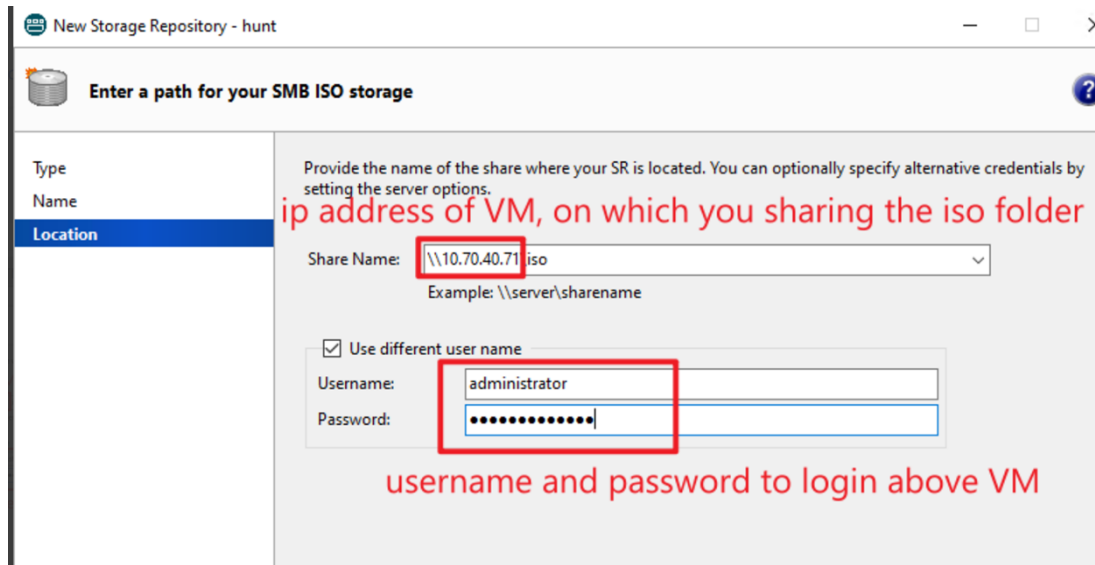 New Storage Repository - hunt
Enter a path for your SMB ISO storage
Type
Name
Location
Provide the name of the share where your SR is located. You can optionally specify alternative credentials by
setting the server options.
ip address of VM, on which you sharing the iso folder
Share Name: \\10.70.40.71\iso
Example: \\server\sharename
Use different user name
Username: administrator
Password: •••••••••••••
username and password to login above VM